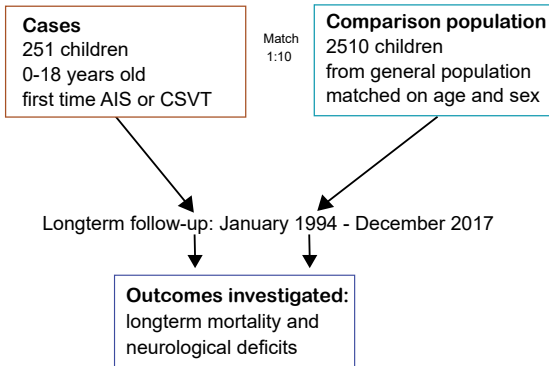 Cases
251 children
0-18 years old
first time AIS or CSVT
Match
1:10
Comparison population
2510 children
from general population
matched on age and sex
Longterm follow-up: January 1994 - December 2017
Outcomes investigated:
longterm mortality and
neurological deficits